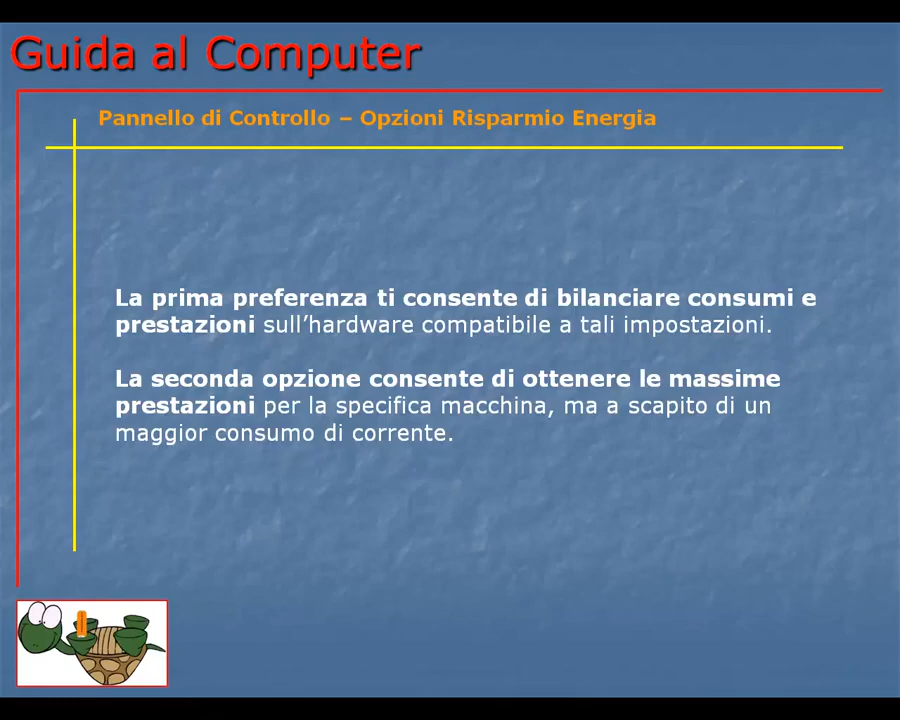 Guida al Computer
Pannello di Controllo – Opzioni Risparmio Energia
La prima preferenza ti consente di bilanciare consumi e
prestazioni sull’hardware compatibile a tali impostazioni.
La seconda opzione consente di ottenere le massime
prestazioni per la specifica macchina, ma a scapito di un
maggior consumo di corrente.